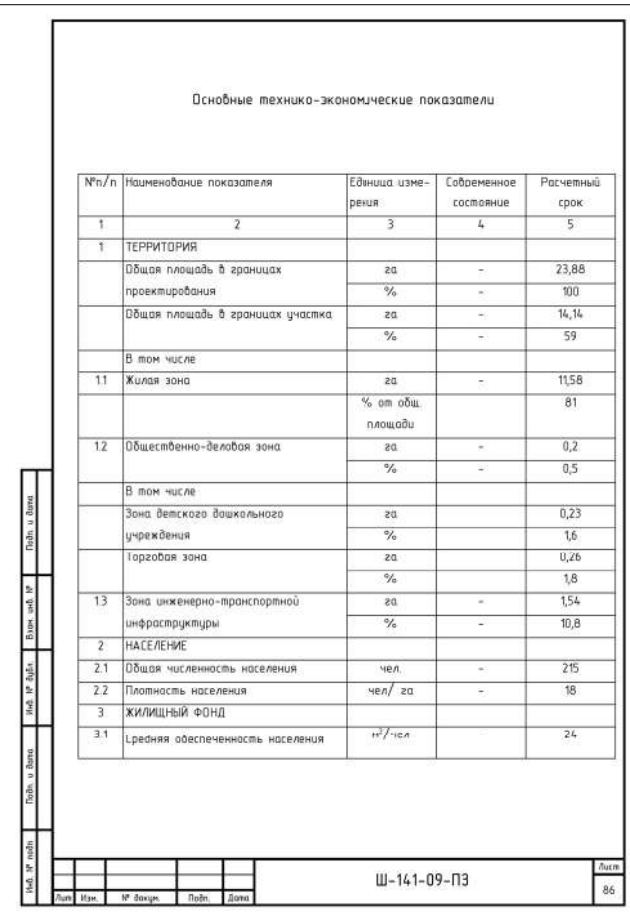 Основные технико-экономические показатели
№п/п Наименование показателя Единица изме- Современное Расчетный
рения состояние срок
1 2 3 4 5
1 ТЕРРИТОРИЯ
Общая площадь в границах га - 23,88
проектирования % - 100
Общая площадь в границах участка га - 14,14
% - 59
В том числе
1.1 Жилая зона га - 11,58
% от общ. 81
площади
1.2 Общественно-деловая зона га - 0,2
% - 0,5
В том числе
Зона детского дошкольного га 0,23
учреждения % 1,6
Торговая зона га 0,26
% 1,8
1.3 Зона инженерно-транспортной га - 1,54
инфраструктуры % - 10,8
2 НАСЕЛЕНИЕ
2.1 Общая численность населения чел. - 215
2.2 Плотность населения чел/ га - 18
3 ЖИЛИЩНЫЙ ФОНД
3.1 Средняя обеспеченность населения /чел 24
Подп. и дата
Взам. инв. №
Инв. № дубл.
Подп. и дата
Инв. № подп
Лит Изм. № докум. Подп. Дата
Ш-141-09-ПЗ
Лист
86